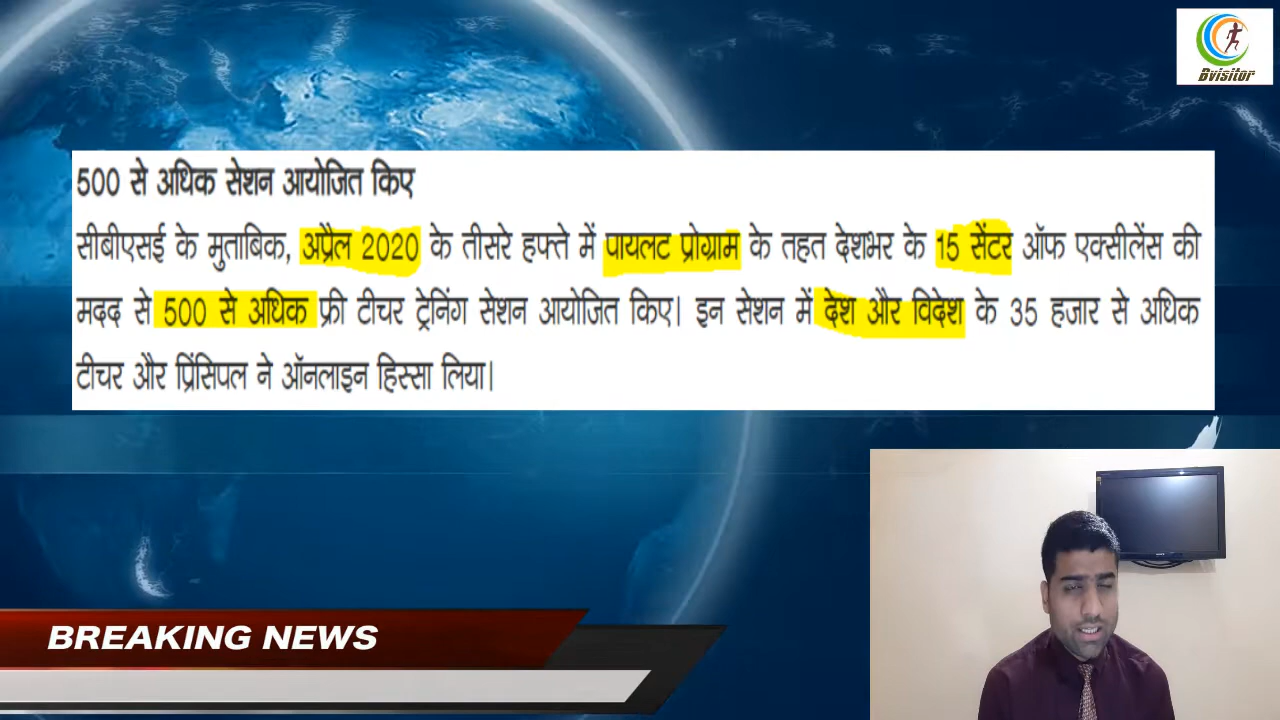 Bvisitor
500 से अधिक सेशन आयोजित किए
सीबीएसई के मुताबिक, अप्रैल 2020 के तीसरे हफ्ते में पायलट प्रोग्राम के तहत देशभर के 15 सेंटर ऑफ एक्सीलेंस की
मदद से 500 से अधिक फ्री टीचर ट्रेनिंग सेशन आयोजित किए। इन सेशन में देश और विदेश के 35 हजार से अधिक
टीचर और प्रिंसिपल ने ऑनलाइन हिस्सा लिया।
BREAKING NEWS